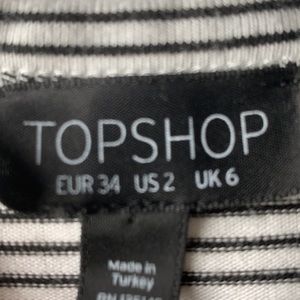 TOPSHOP
EUR 34 US 2 UK 6
Made in
Turkey